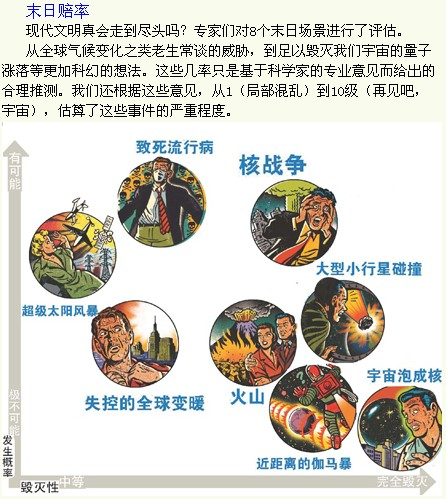 末日赔率
现代文明真会走到尽头吗？专家们对8个末日场景进行了评估。
从全球气候变化之类老生常谈的威胁，到足以毁灭我们宇宙的量子
涨落等更加科幻的想法。这些几率只是基于科学家的专业意见而给出的
合理推测。我们还根据这些意见，从1（局部混乱）到10级（再见吧，
宇宙），估算了这些事件的严重程度。
有可能
致死流行病
核战争
超级太阳风暴
大型小行星碰撞
失控的全球变暖
火山
宇宙泡成核
近距离的伽马暴
极不可能
发生概率
毁灭性
中等
完全毁灭